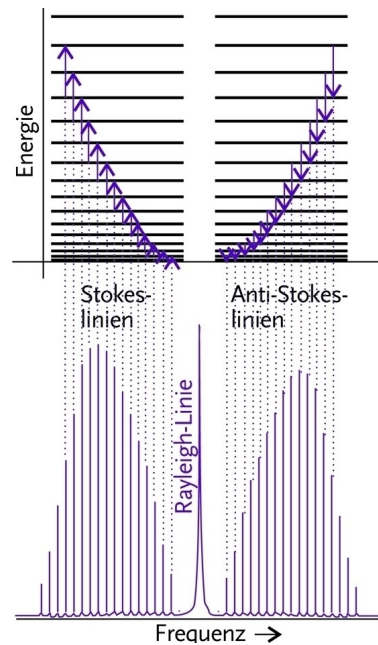 Energie
Stokes-
linien
Anti-Stokes-
linien
Rayleigh-Linie
Frequenz →